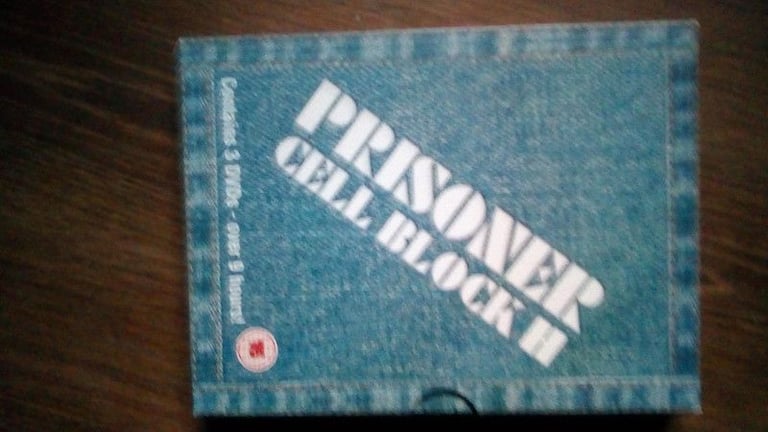 PRISONER
CELL BLOCK H
Contains 3 DVDs - over 9 hours!